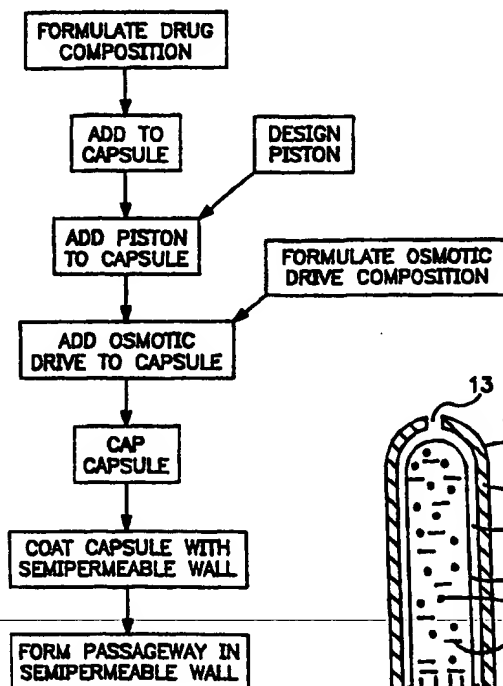 FORMULATE DRUG
COMPOSITION
ADD TO
CAPSULE
DESIGN
PISTON
ADD PISTON
TO CAPSULE
FORMULATE OSMOTIC
DRIVE COMPOSITION
ADD OSMOTIC
DRIVE TO CAPSULE
13
CAP
CAPSULE
COAT CAPSULE WITH
SEMIPERMEABLE WALL
FORM PASSAGEWAY IN
SEMIPERMEABLE WALL